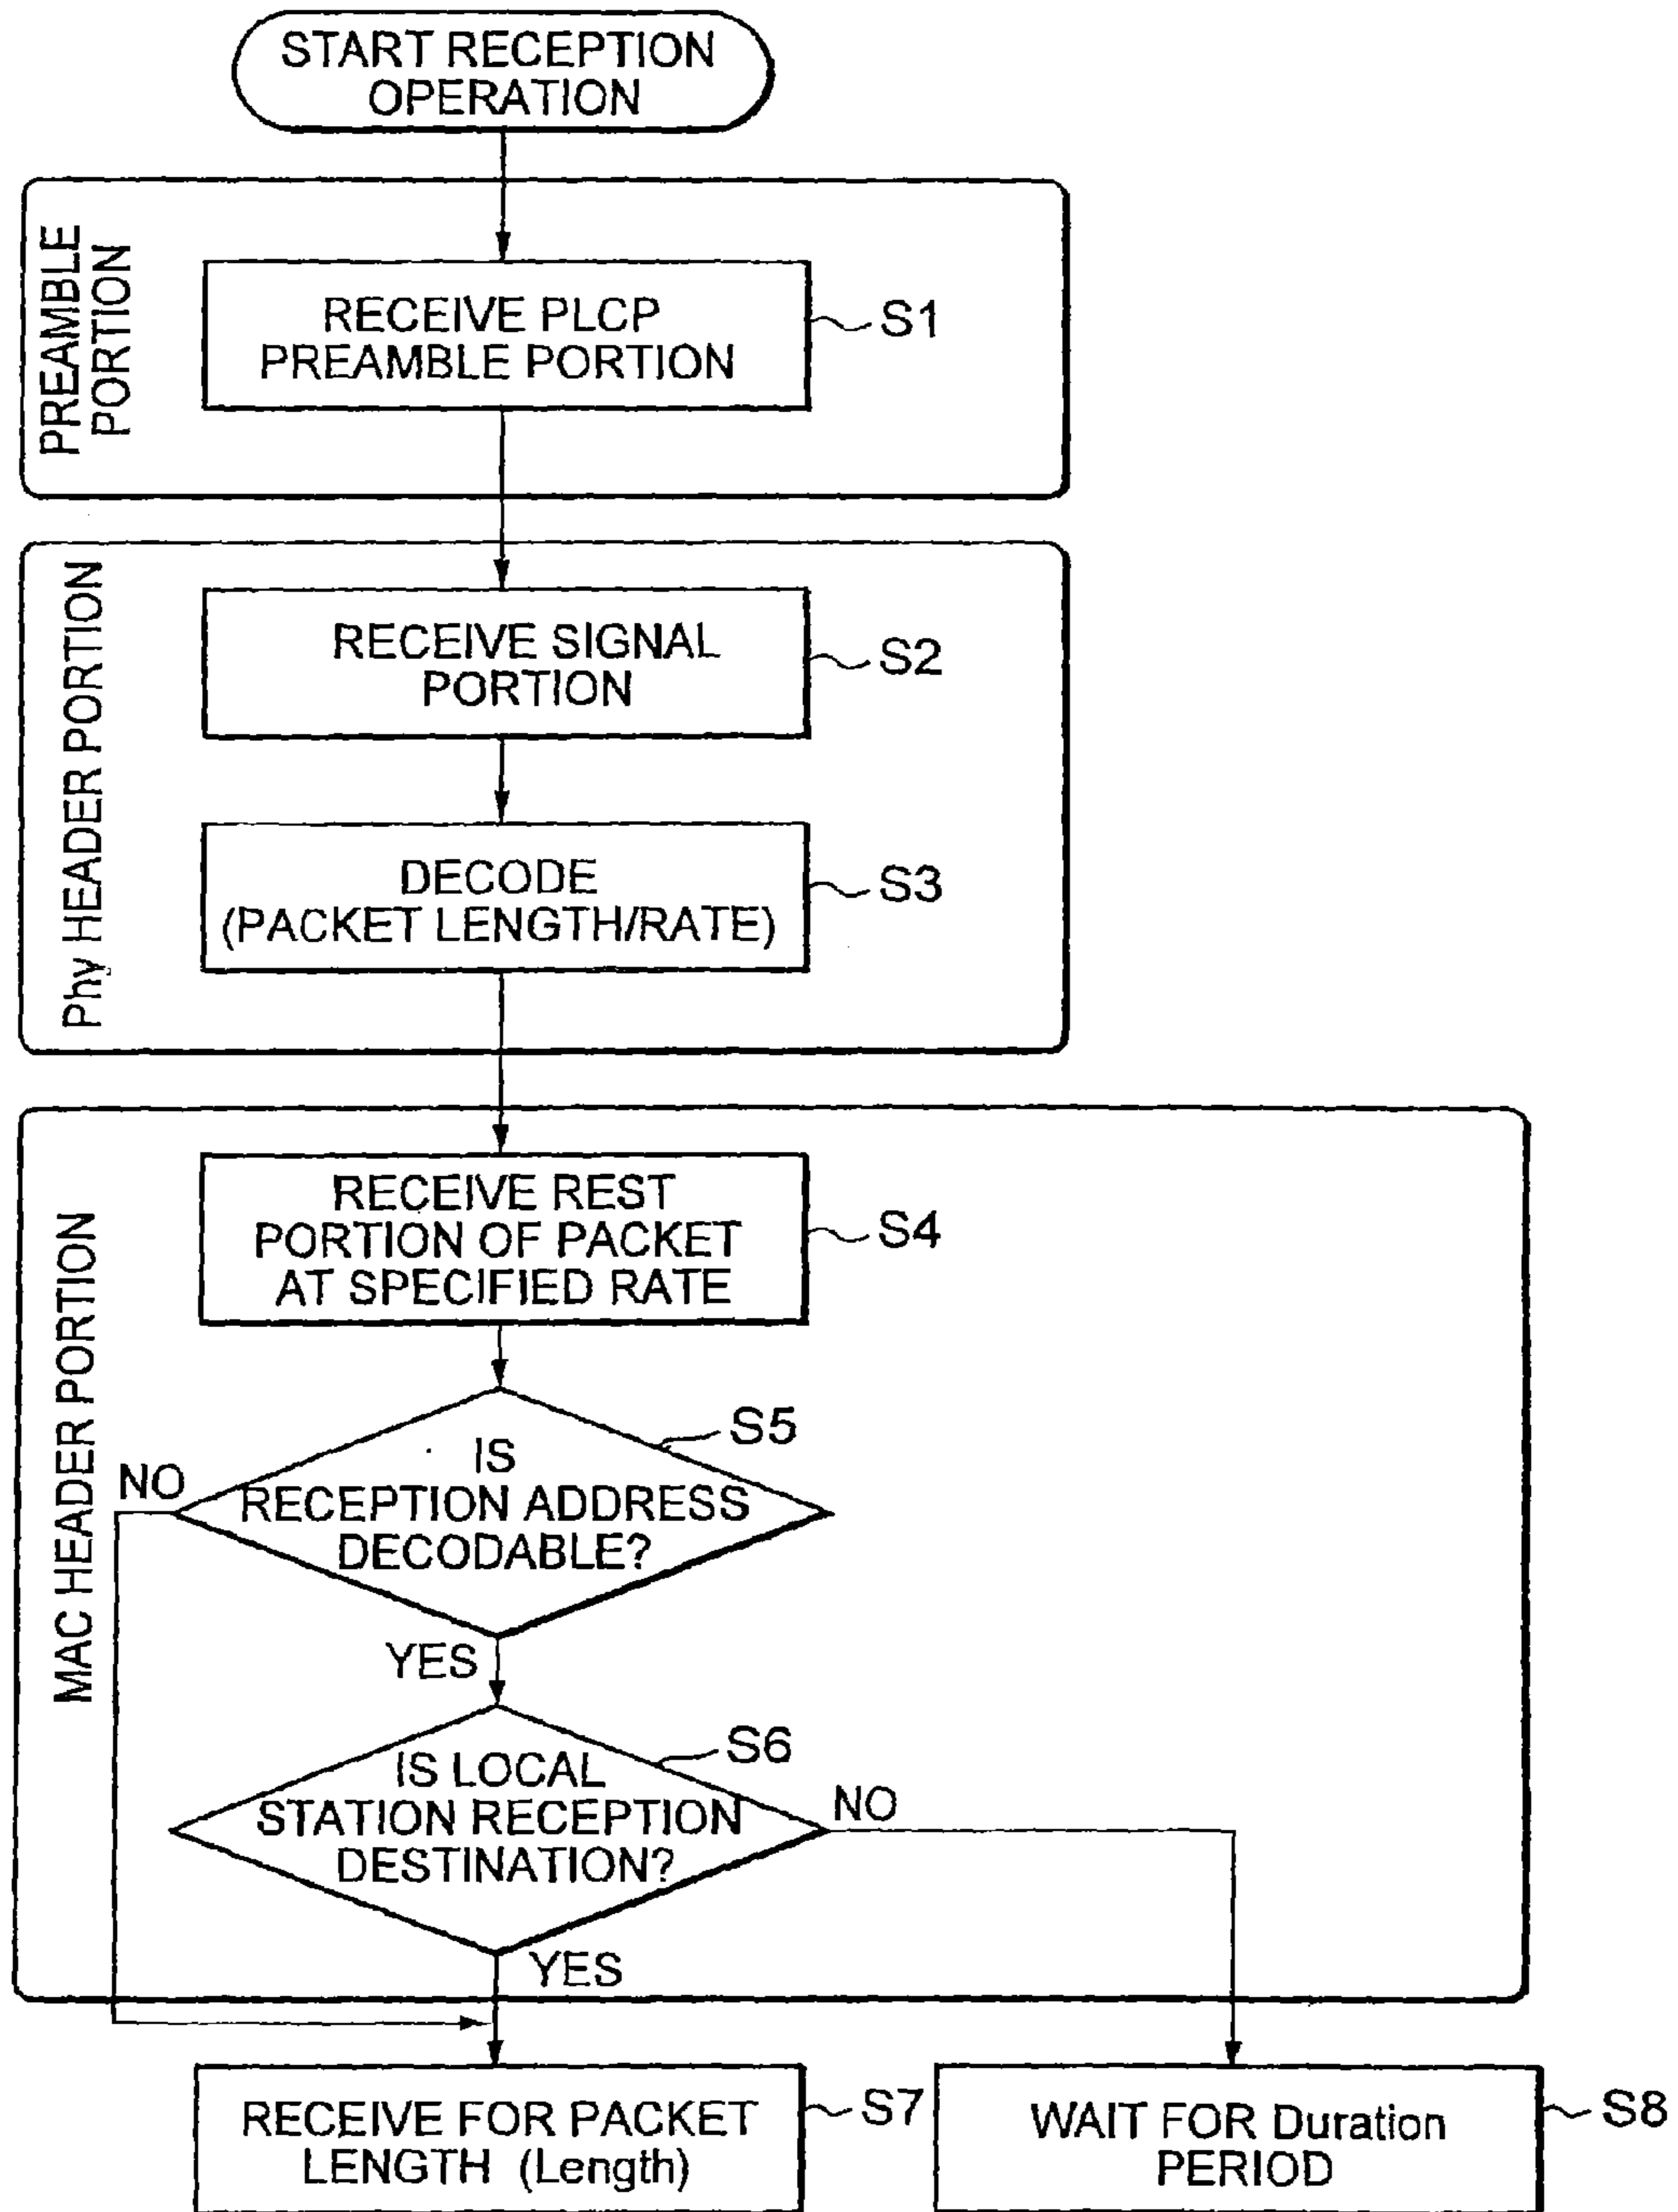 START RECEPTION
OPERATION
PREAMBLE
PORTION
RECEIVE PLCP
PREAMBLE PORTION
S1
Phy HEADER PORTION
RECEIVE SIGNAL
PORTION
S2
DECODE
(PACKET LENGTH/RATE)
S3
MAC HEADER PORTION
RECEIVE REST
PORTION OF PACKET
AT SPECIFIED RATE
S4
S5
IS
RECEPTION ADDRESS
DECODABLE?
NO
YES
S6
IS LOCAL
STATION RECEPTION
DESTINATION?
NO
YES
RECEIVE FOR PACKET
LENGTH (Length)
S7
WAIT FOR Duration
PERIOD
S8